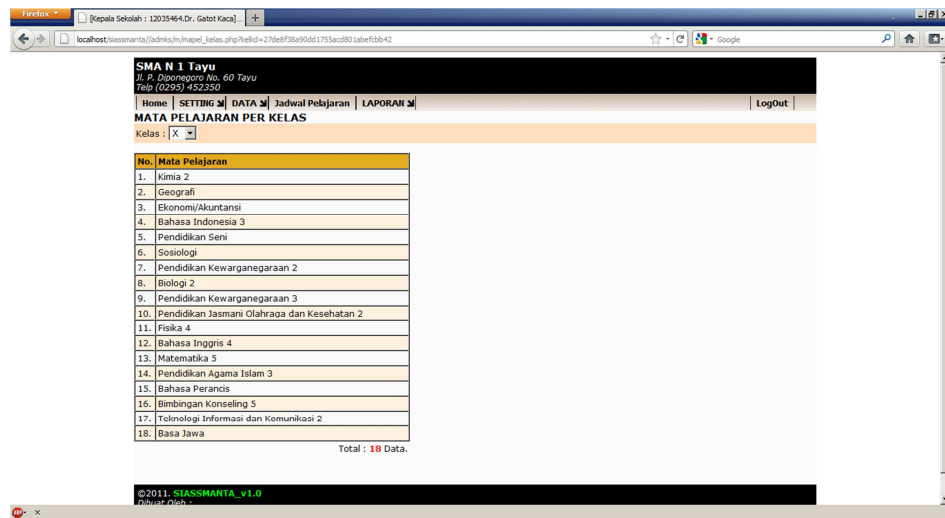 Firefox
[Kepala Sekolah : 12035464.Dr. Gatot Kaca]...
localhost/siassmanta//admks/m/mapel_kelas.php?kelkd=27de8f38a90dd1755acd801abefcbb42
Google
SMA N 1 Tayu
Jl. P. Diponegoro No. 60 Tayu
Telp (0295) 452350
Home SETTING DATA Jadwal Pelajaran LAPORAN LogOut
MATA PELAJARAN PER KELAS
Kelas : X
No. Mata Pelajaran
1. Kimia 2
2. Geografi
3. Ekonomi/Akuntansi
4. Bahasa Indonesia 3
5. Pendidikan Seni
6. Sosiologi
7. Pendidikan Kewarganegaraan 2
8. Biologi 2
9. Pendidikan Kewarganegaraan 3
10. Pendidikan Jasmani Olahraga dan Kesehatan 2
11. Fisika 4
12. Bahasa Inggris 4
13. Matematika 5
14. Pendidikan Agama Islam 3
15. Bahasa Perancis
16. Bimbingan Konseling 5
17. Teknologi Informasi dan Komunikasi 2
18. Basa Jawa
Total : 18 Data.
©2011. SIASSMANTA_v1.0
Dibuat Oleh :
ABP